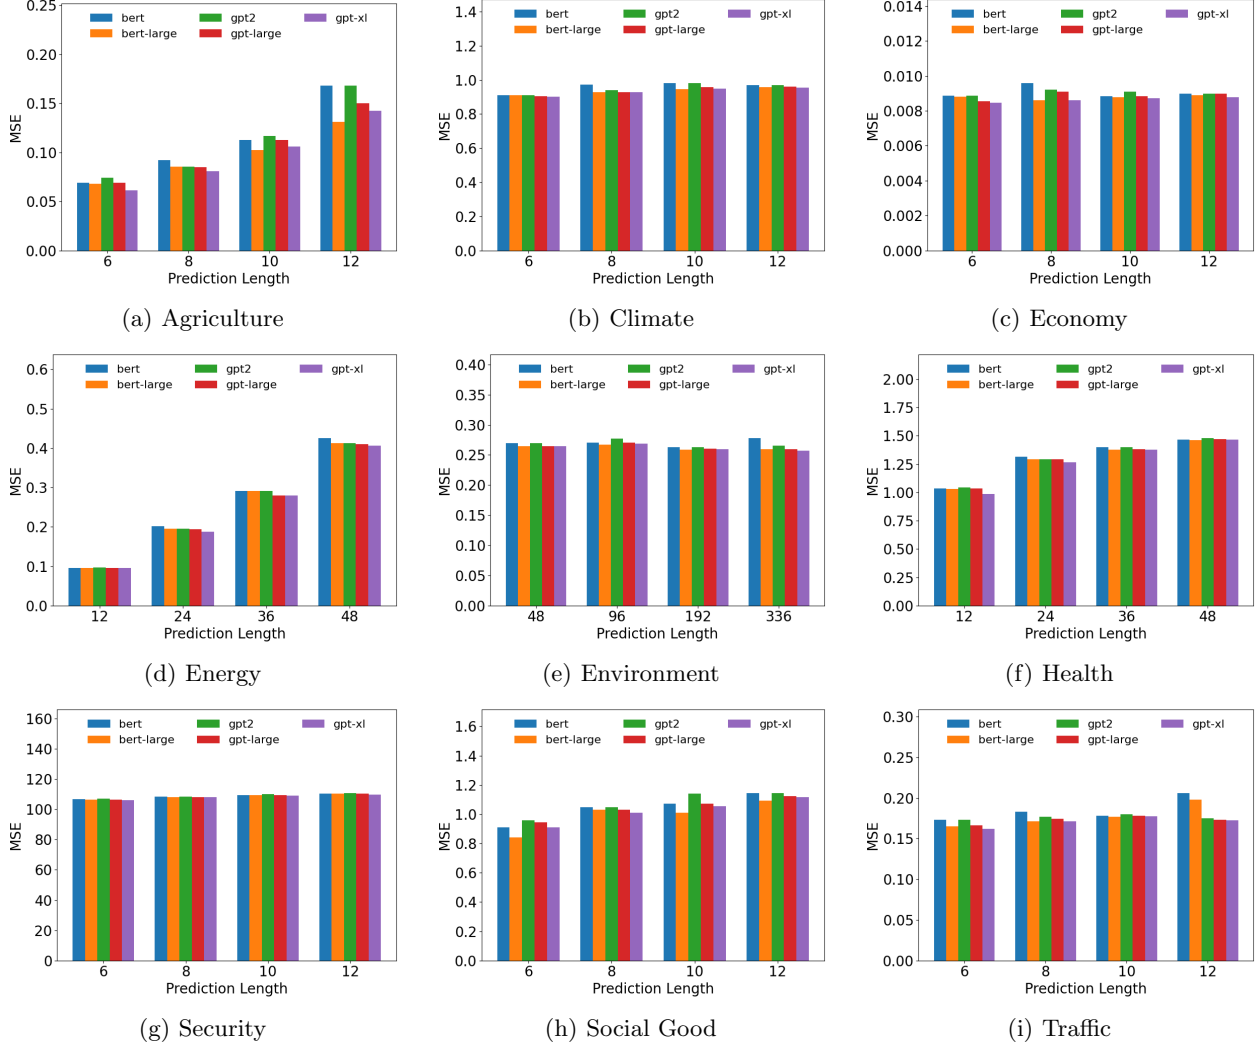 0.25
0.20
0.15
0.10
0.05
0.00
MSE
bert
bert-large
gpt2
gpt-large
gpt-xl
6 8 10 12
Prediction Length
(a) Agriculture
1.4
1.2
1.0
0.8
0.6
0.4
0.2
0.0
MSE
bert
bert-large
gpt2
gpt-large
gpt-xl
6 8 10 12
Prediction Length
(b) Climate
0.014
0.012
0.010
0.008
0.006
0.004
0.002
0.000
MSE
bert
bert-large
gpt2
gpt-large
gpt-xl
6 8 10 12
Prediction Length
(c) Economy
0.6
0.5
0.4
0.3
0.2
0.1
0.0
MSE
bert
bert-large
gpt2
gpt-large
gpt-xl
12 24 36 48
Prediction Length
(d) Energy
0.40
0.35
0.30
0.25
0.20
0.15
0.10
0.05
0.00
MSE
bert
bert-large
gpt2
gpt-large
gpt-xl
48 96 192 336
Prediction Length
(e) Environment
2.00
1.75
1.50
1.25
1.00
0.75
0.50
0.25
0.00
MSE
bert
bert-large
gpt2
gpt-large
gpt-xl
12 24 36 48
Prediction Length
(f) Health
160
140
120
100
80
60
40
20
0
MSE
bert
bert-large
gpt2
gpt-large
gpt-xl
6 8 10 12
Prediction Length
(g) Security
1.6
1.4
1.2
1.0
0.8
0.6
0.4
0.2
0.0
MSE
bert
bert-large
gpt2
gpt-large
gpt-xl
6 8 10 12
Prediction Length
(h) Social Good
0.30
0.25
0.20
0.15
0.10
0.05
0.00
MSE
bert
bert-large
gpt2
gpt-large
gpt-xl
6 8 10 12
Prediction Length
(i) Traffic